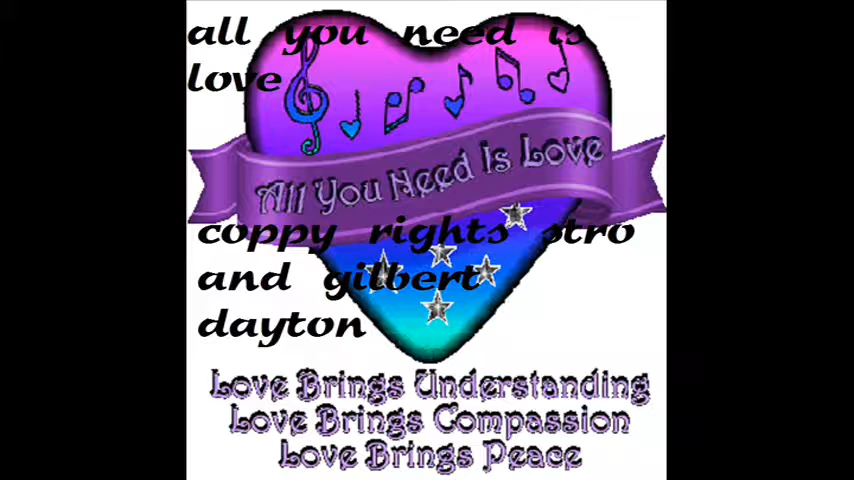 all you need is
love
All You Need Is Love
coppy rights stro
and gilbert
dayton
Love Brings Understanding
Love Brings Compassion
Love Brings Peace